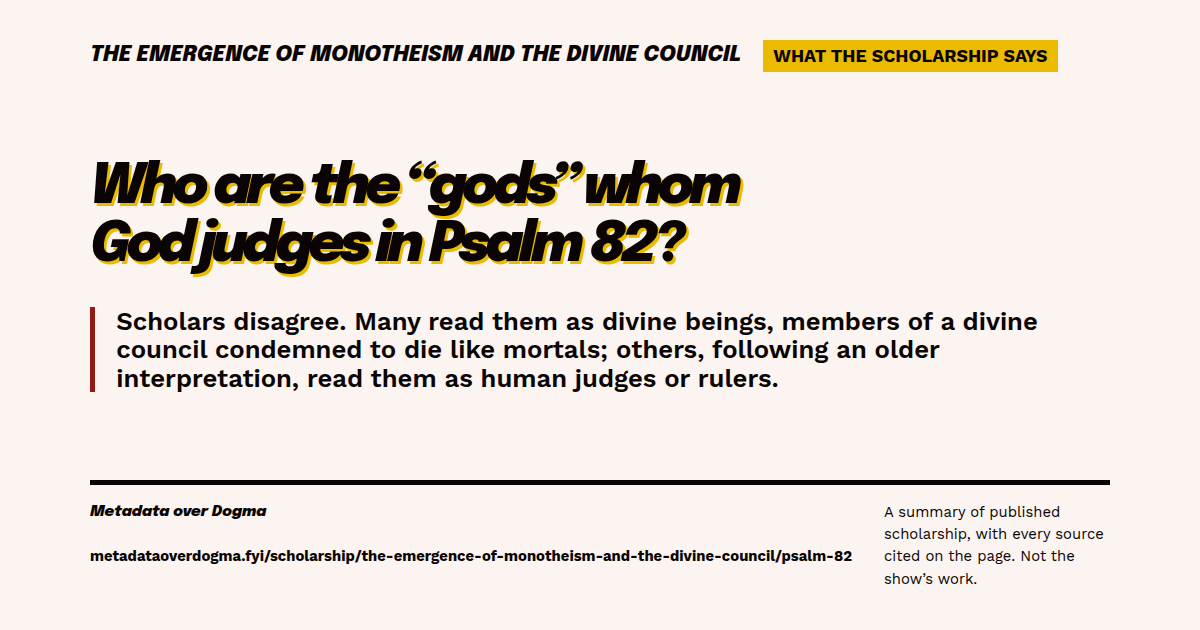 THE EMERGENCE OF MONOTHEISM AND THE DIVINE COUNCIL
WHAT THE SCHOLARSHIP SAYS
Who are the “gods” whom
God judges in Psalm 82?
Scholars disagree. Many read them as divine beings, members of a divine
council condemned to die like mortals; others, following an older
interpretation, read them as human judges or rulers.
Metadata over Dogma
metadataoverdogma.fyi/scholarship/the-emergence-of-monotheism-and-the-divine-council/psalm-82
A summary of published
scholarship, with every source
cited on the page. Not the
show’s work.